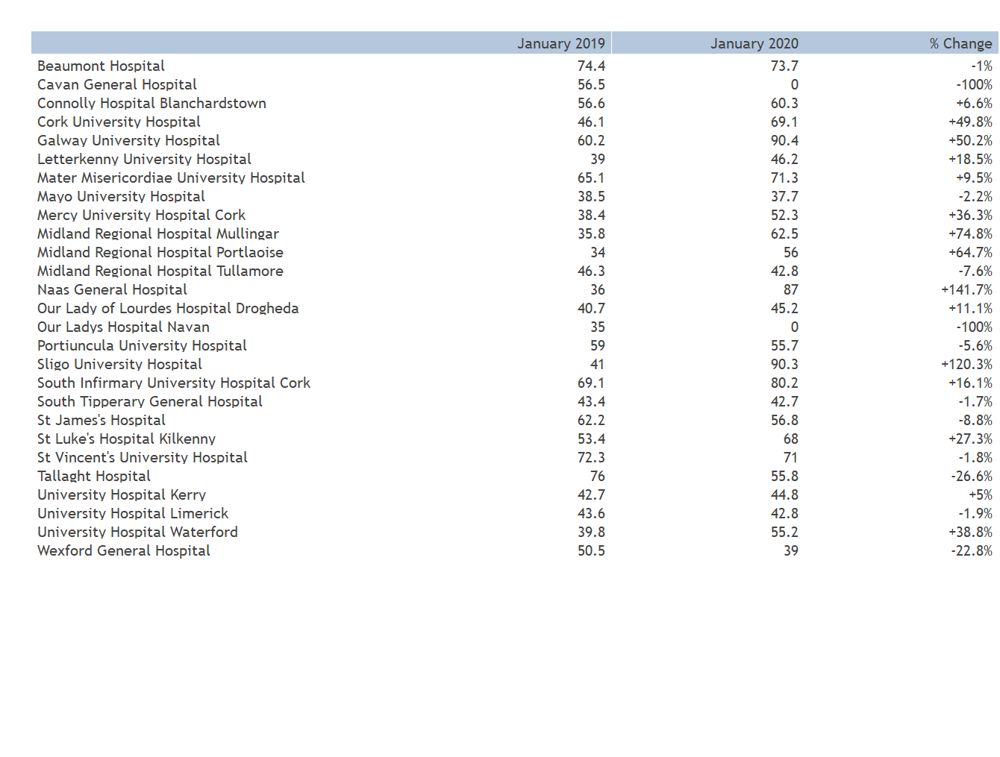 January 2019 January 2020 % Change
Beaumont Hospital 74.4 73.7 -1%
Cavan General Hospital 56.5 0 -100%
Connolly Hospital Blanchardstown 56.6 60.3 +6.6%
Cork University Hospital 46.1 69.1 +49.8%
Galway University Hospital 60.2 90.4 +50.2%
Letterkenny University Hospital 39 46.2 +18.5%
Mater Misericordiae University Hospital 65.1 71.3 +9.5%
Mayo University Hospital 38.5 37.7 -2.2%
Mercy University Hospital Cork 38.4 52.3 +36.3%
Midland Regional Hospital Mullingar 35.8 62.5 +74.8%
Midland Regional Hospital Portlaoise 34 56 +64.7%
Midland Regional Hospital Tullamore 46.3 42.8 -7.6%
Naas General Hospital 36 87 +141.7%
Our Lady of Lourdes Hospital Drogheda 40.7 45.2 +11.1%
Our Ladys Hospital Navan 35 0 -100%
Portiuncula University Hospital 59 55.7 -5.6%
Sligo University Hospital 41 90.3 +120.3%
South Infirmary University Hospital Cork 69.1 80.2 +16.1%
South Tipperary General Hospital 43.4 42.7 -1.7%
St James's Hospital 62.2 56.8 -8.8%
St Luke's Hospital Kilkenny 53.4 68 +27.3%
St Vincent's University Hospital 72.3 71 -1.8%
Tallaght Hospital 76 55.8 -26.6%
University Hospital Kerry 42.7 44.8 +5%
University Hospital Limerick 43.6 42.8 -1.9%
University Hospital Waterford 39.8 55.2 +38.8%
Wexford General Hospital 50.5 39 -22.8%